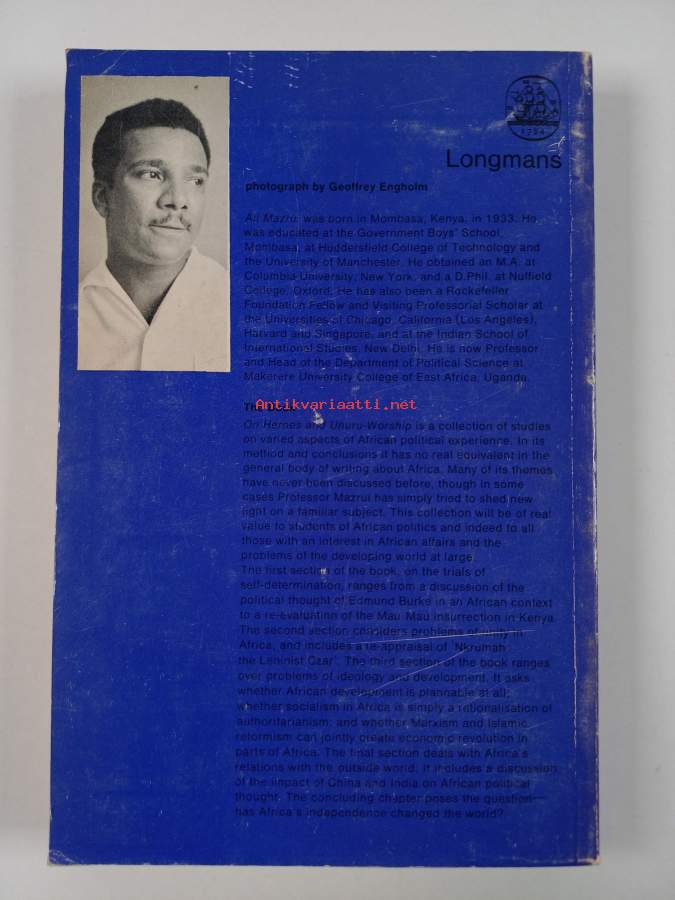 1724
Longmans
photograph by Geoffrey Engholm
Ali Mazrui was born in Mombasa, Kenya, in 1933. He
was educated at the Government Boys' School,
Mombasa, at Huddersfield College of Technology and
the University of Manchester. He obtained an M.A. at
Columbia University, New York, and a D.Phil. at Nuffield
College, Oxford. He has also been a Rockefeller
Foundation Fellow and Visiting Professorial Scholar at
the Universities of Chicago, California (Los Angeles),
Harvard and Singapore, and at the Indian School of
International Studies, New Delhi. He is now Professor
and Head of the Department of Political Science at
Makerere University College of East Africa, Uganda.
Antikvariaatti.net
On Heroes and Uhuru-Worship is a collection of studies
on varied aspects of African political experience. In its
method and conclusions it has no real equivalent in the
general body of writing about Africa. Many of its themes
have never been discussed before, though in some
cases Professor Mazrui has simply tried to shed new
light on a familiar subject. This collection will be of real
value to students of African politics and indeed to all
those with an interest in African affairs and the
problems of the developing world at large.
The first section of the book, on the trials of
self-determination, ranges from a discussion of the
political thought of Edmund Burke in an African context
to a re-evaluation of the Mau Mau insurrection in Kenya.
The second section considers problems of unity in
Africa, and includes a re-appraisal of 'Nkrumah
the Leninist Czar'. The third section of the book ranges
over problems of ideology and development. It asks
whether African development is plannable at all;
whether socialism in Africa is simply a rationalisation of
authoritarianism; and whether Marxism and Islamic
reformism can jointly create economic revolution in
parts of Africa. The final section deals with Africa's
relations with the outside world. It includes a discussion
of the impact of China and India on African political
thought. The concluding chapter poses the question—
has Africa's independence changed the world?